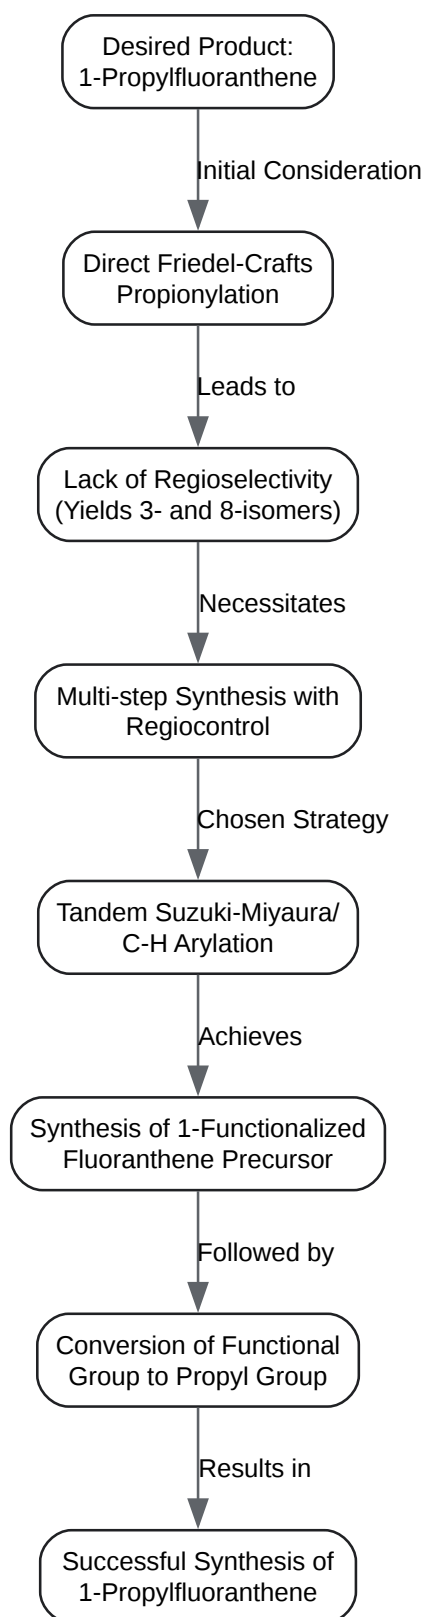 Desired Product:
1-Propylfluoranthene
Initial Consideration
Direct Friedel-Crafts
Propionylation
Leads to
Lack of Regioselectivity
(Yields 3- and 8-isomers)
Necessitates
Multi-step Synthesis with
Regiocontrol
Chosen Strategy
Tandem Suzuki-Miyaura/
C-H Arylation
Achieves
Synthesis of 1-Functionalized
Fluoranthene Precursor
Followed by
Conversion of Functional
Group to Propyl Group
Results in
Successful Synthesis of
1-Propylfluoranthene